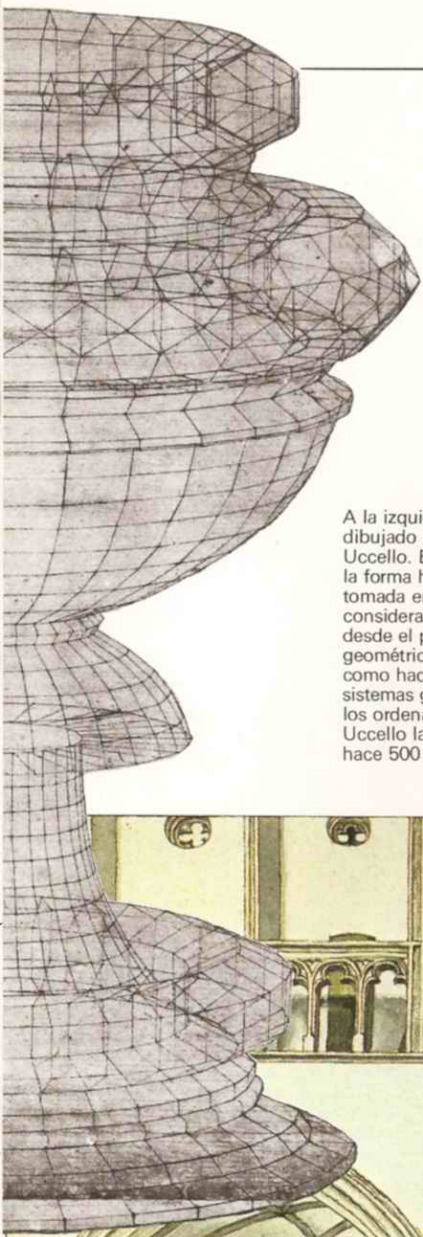 A la izqui
dibujado
Uccello. E
la forma h
tomada e
considera
desde el p
geométric
como hac
sistemas g
los ordena
Uccello la
hace 500